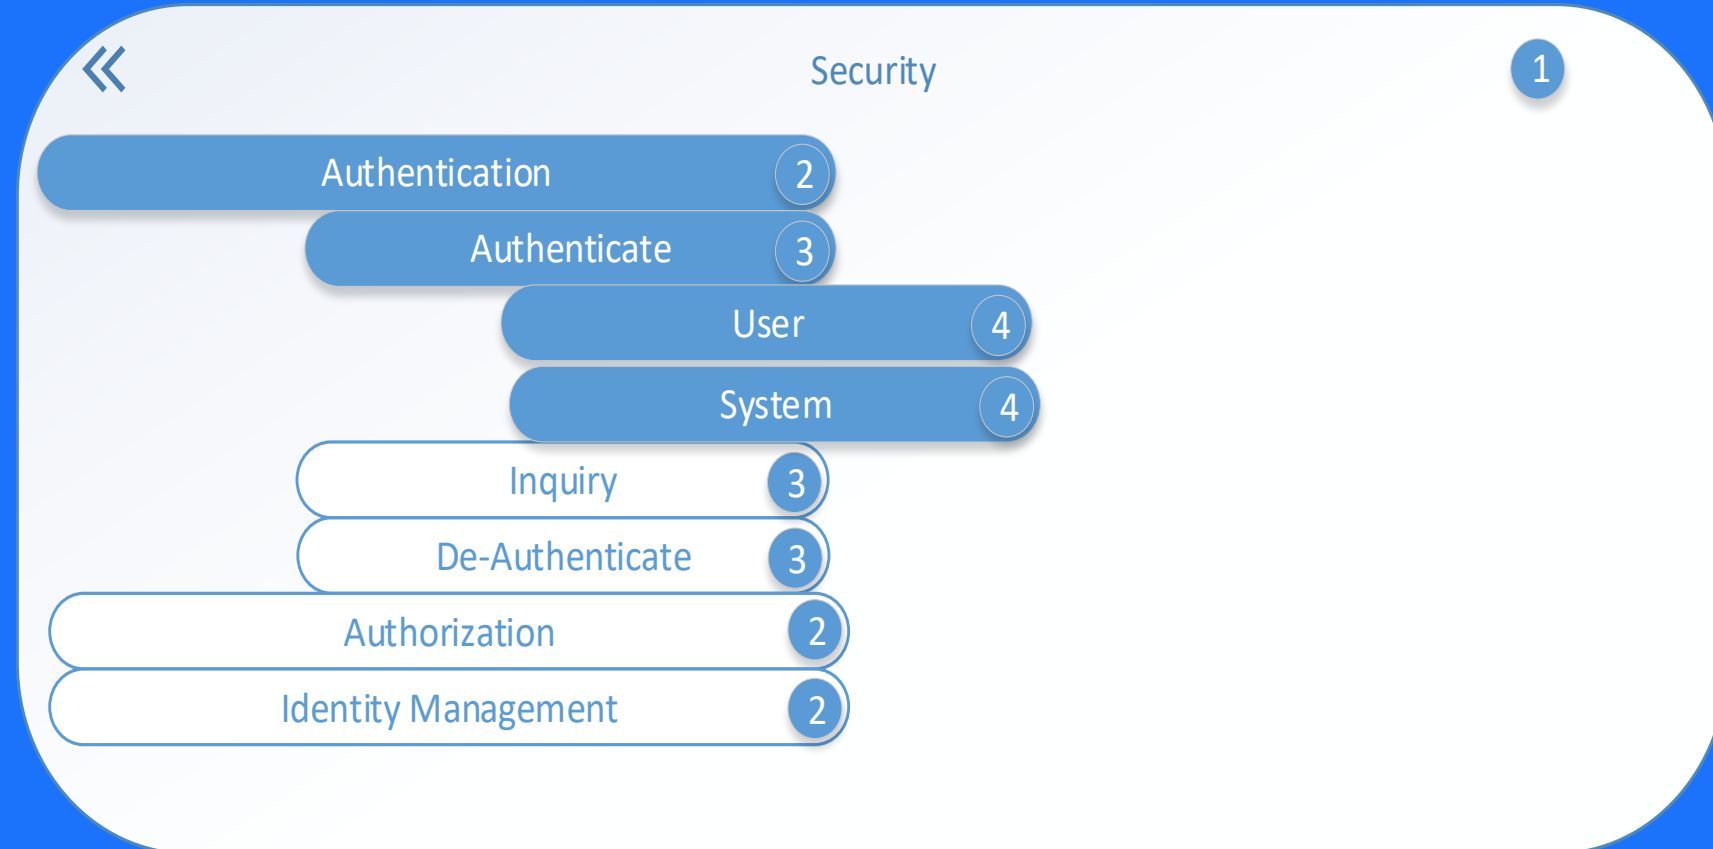 Security 1
Authentication 2
Authenticate 3
User 4
System 4
Inquiry 3
De-Authenticate 3
Authorization 2
Identity Management 2